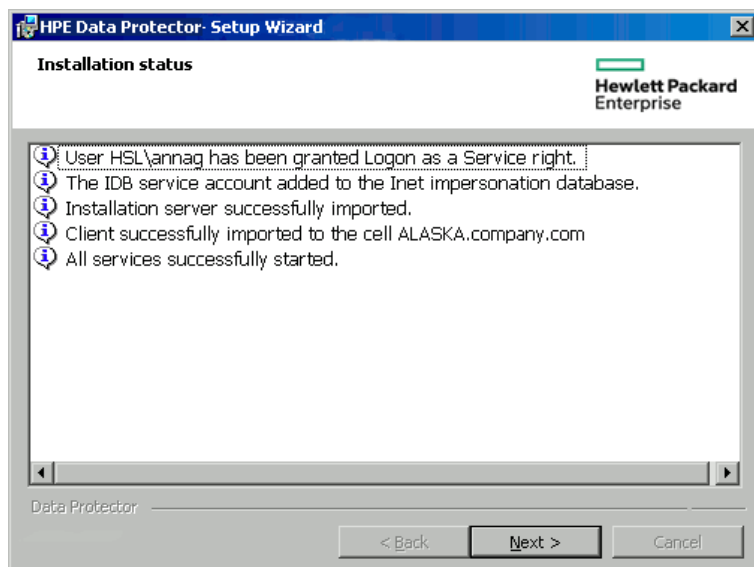 HPE Data Protector- Setup Wizard
Installation status
Hewlett Packard
Enterprise
User HSL\annag has been granted Logon as a Service right.
The IDB service account added to the Inet impersonation database.
Installation server successfully imported.
Client successfully imported to the cell ALASKA.company.com
All services successfully started.
Data Protector
< Back
Next >
Cancel